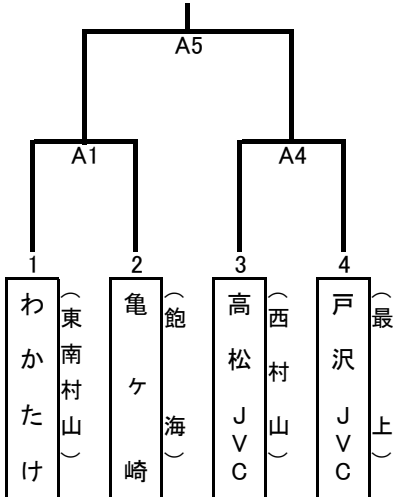 A5
A1
A4
1
2
3
4
わかたけ
（東南村山）
亀ヶ崎
（飽海）
高松JVC
（西村山）
戸沢JVC
（最上）